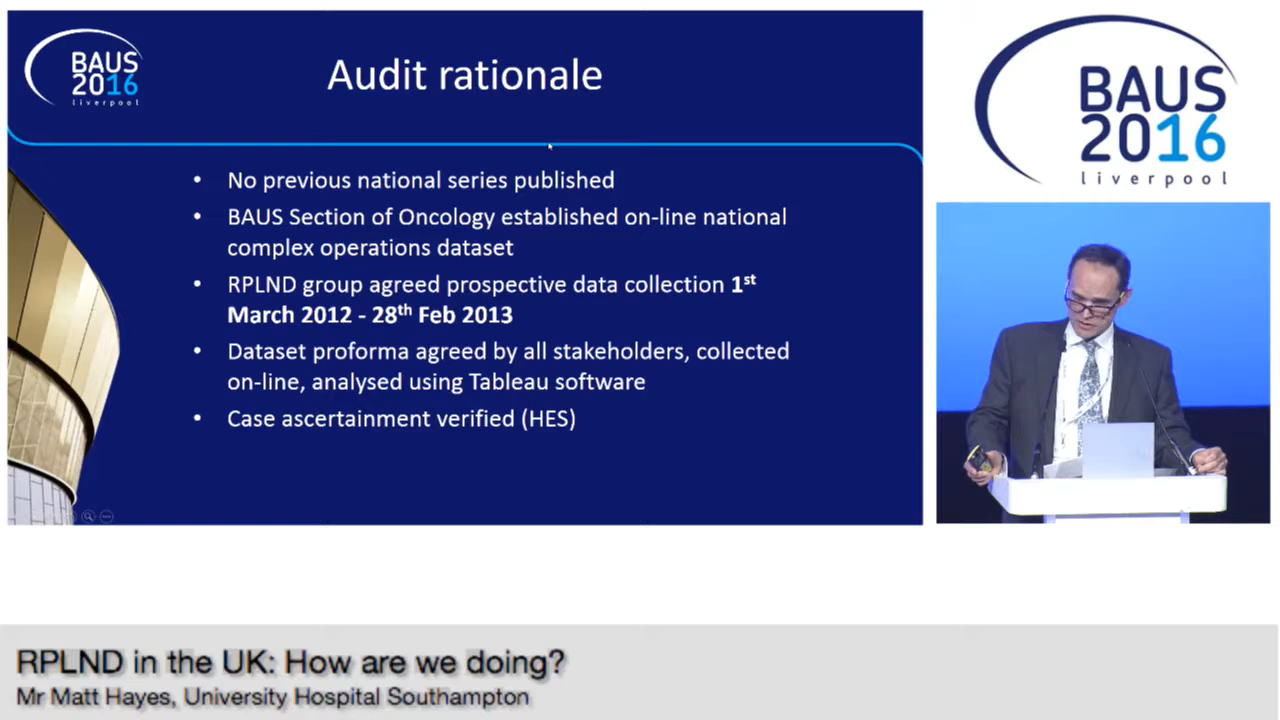 BAUS
2016
liverpool
Audit rationale
• No previous national series published
• BAUS Section of Oncology established on-line national
complex operations dataset
• RPLND group agreed prospective data collection 1st
March 2012 - 28th Feb 2013
• Dataset proforma agreed by all stakeholders, collected
on-line, analysed using Tableau software
• Case ascertainment verified (HES)
BAUS
2016
liverpool
RPLND in the UK: How are we doing?
Mr Matt Hayes, University Hospital Southampton